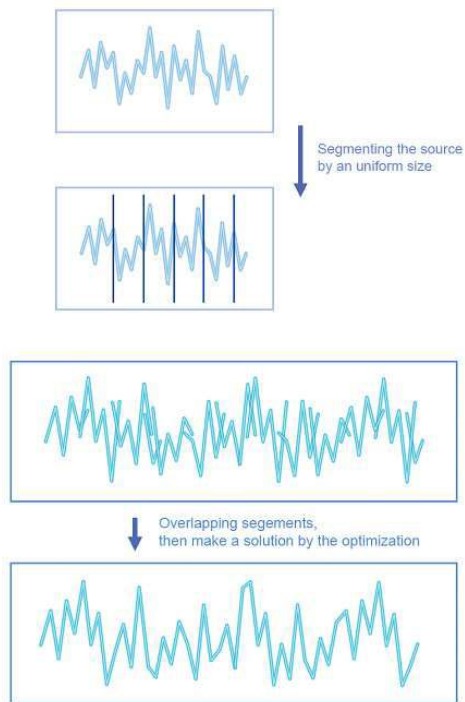 Segmenting the source
by an uniform size
Overlapping segements,
then make a solution by the optimization